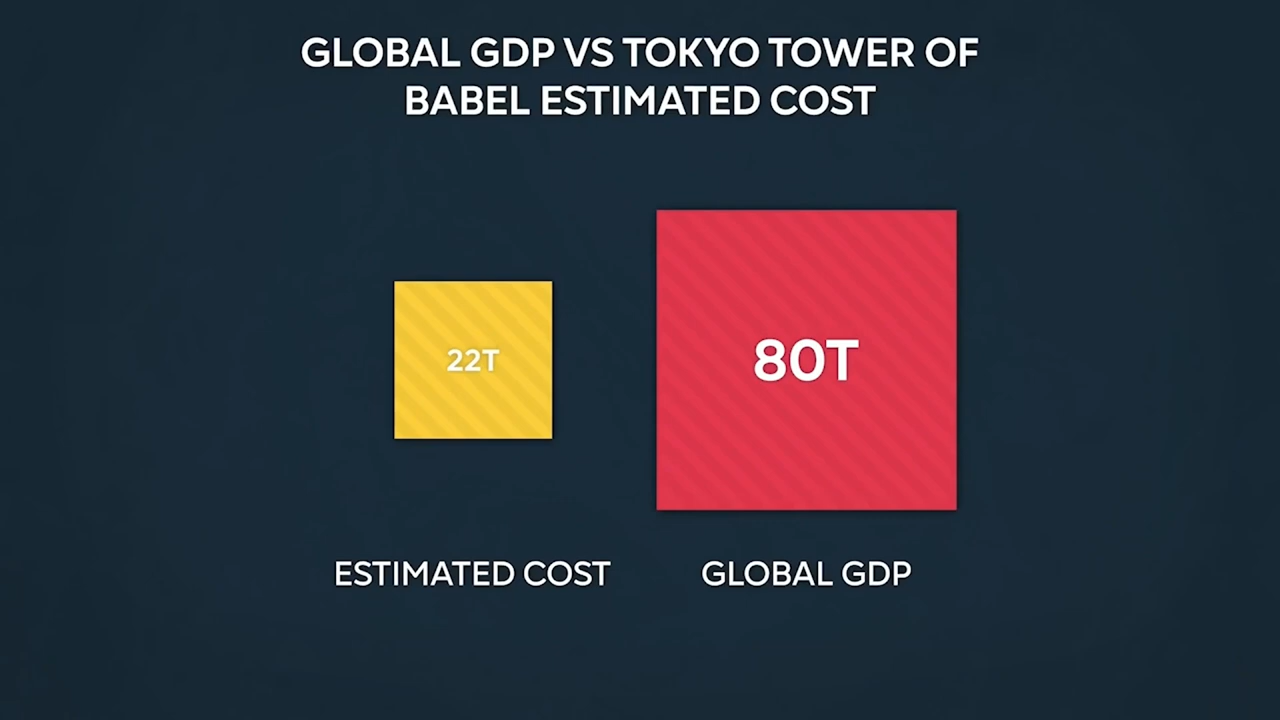 GLOBAL GDP VS TOKYO TOWER OF
BABEL ESTIMATED COST
22T
80T
ESTIMATED COST
GLOBAL GDP